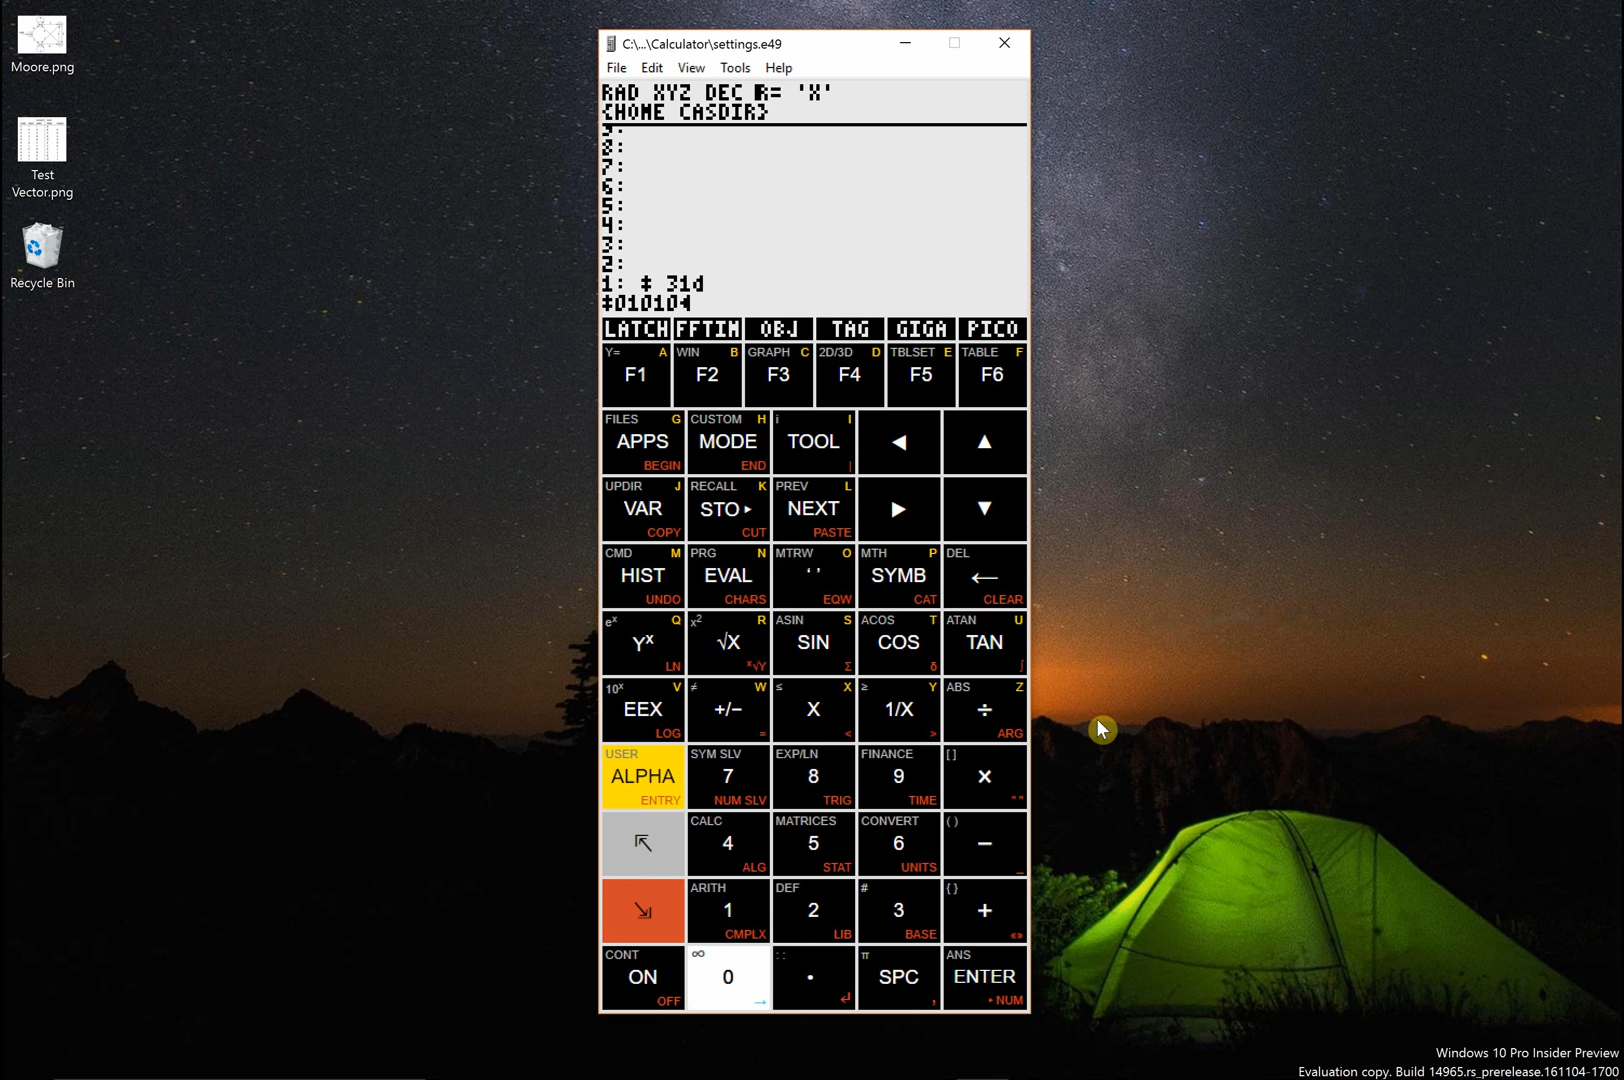 Moore.png
Test
Vector.png
Recycle Bin
C:\...\Calculator\settings.e49
File Edit View Tools Help
RAD XYZ DEC R= 'X'
{HOME CASDIR}
8:
7:
6:
5:
4:
3:
2:
1: # 31d
LATCH FFTIM OBJ TAG GIGA PICO
Y= A WIN B GRAPH C 2D/3D D TBLSET E TABLE F
F1 F2 F3 F4 F5 F6
FILES G CUSTOM H i I
APPS MODE TOOL ◀ ▲
BEGIN END |
UPDIR J RECALL K PREV L
VAR STO▸ NEXT ▶ ▼
COPY CUT PASTE
CMD M PRG N MTRW O MTH P DEL
HIST EVAL ‘ ’ SYMB ←
UNDO CHARS EQW CAT CLEAR
eˣ Q x² R ASIN S ACOS T ATAN U
Yˣ √X SIN COS TAN
LN ˣ√Y Σ δ ∫
10ˣ V ≠ W ≤ X ≥ Y ABS Z
EEX +/− X 1/X ÷
LOG = < > ARG
USER SYM SLV EXP/LN FINANCE [ ]
ALPHA 7 8 9 ×
ENTRY NUM SLV TRIG TIME " "
CALC MATRICES CONVERT ( )
4 5 6 −
ALG STAT UNITS _
ARITH DEF # { }
1 2 3 +
CMPLX LIB BASE «»
CONT ∞ : : π ANS
ON 0 . SPC ENTER
OFF → ↵ , ▸NUM
Windows 10 Pro Insider Preview
Evaluation copy. Build 14965.rs_prerelease.161104-1700